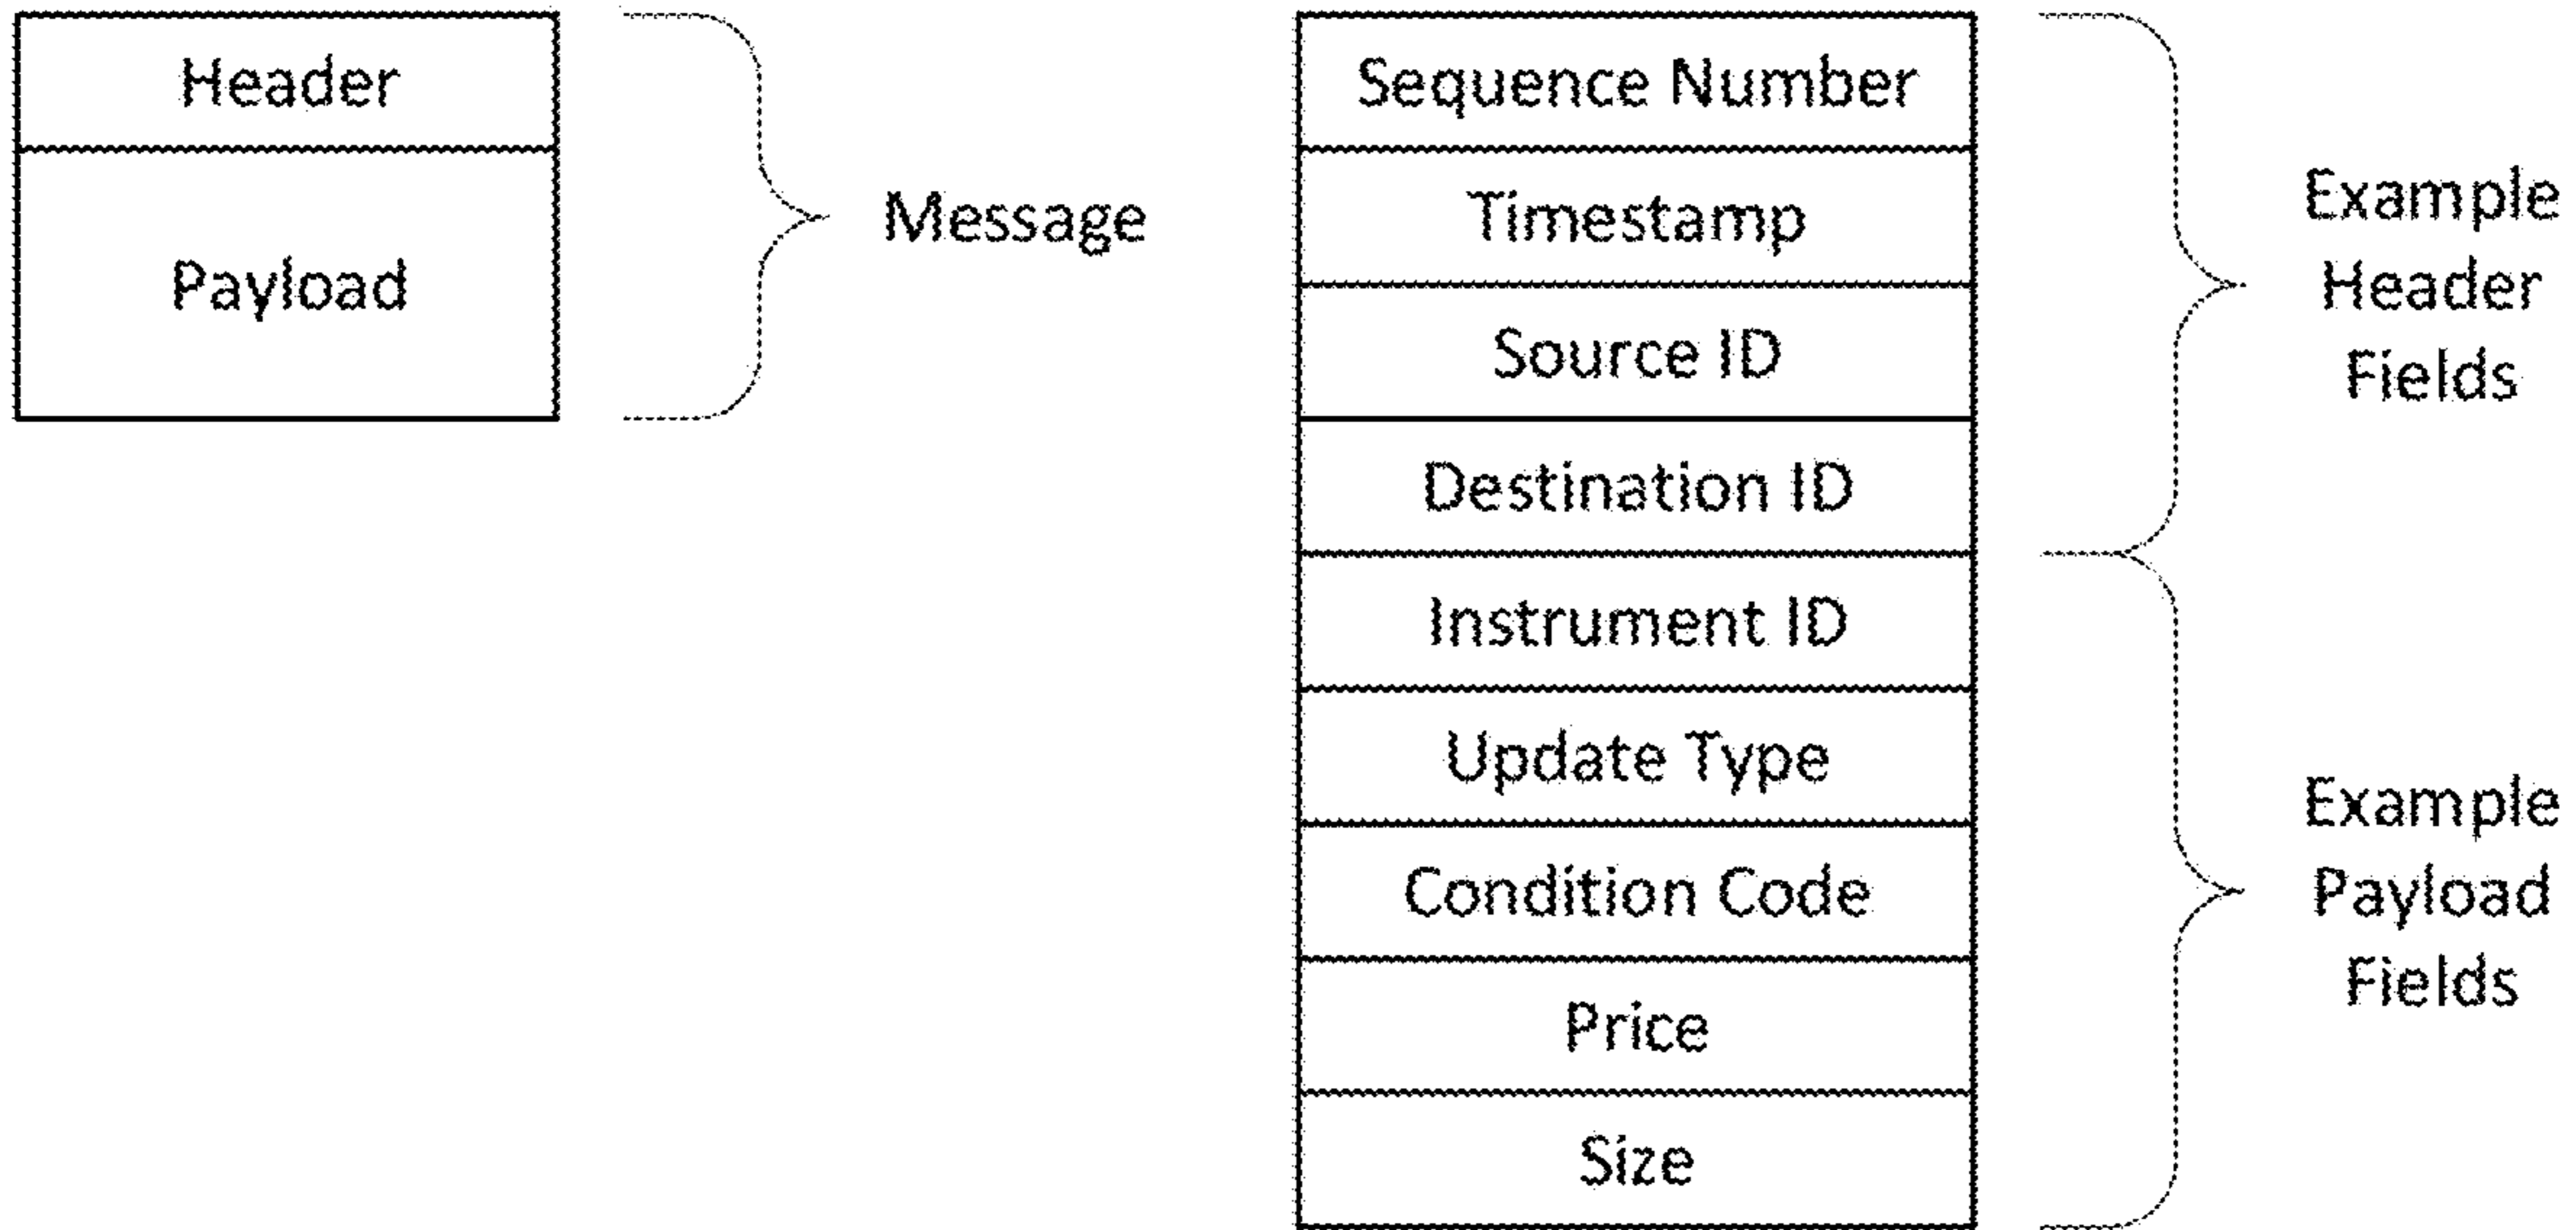 Header
Payload
Message
Sequence Number
Timestamp
Source ID
Destination ID
Instrument ID
Update Type
Condition Code
Price
Size
Example
Header
Fields
Example
Payload
Fields